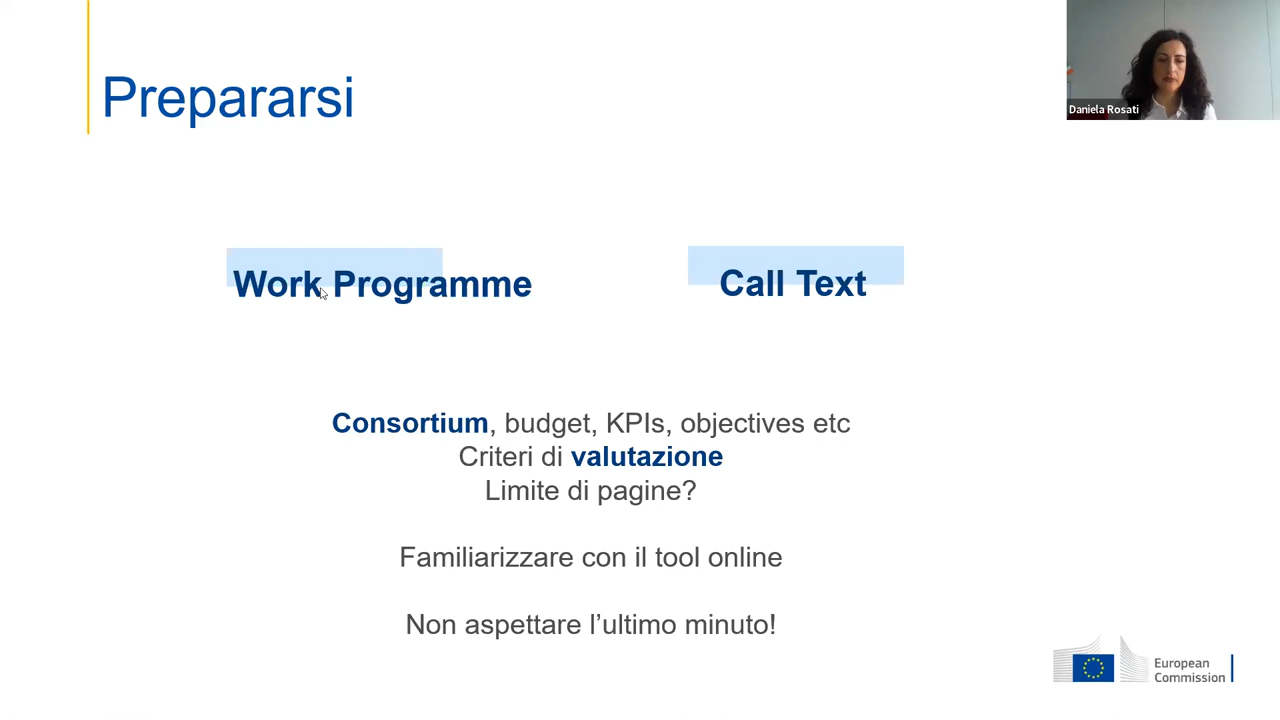 Prepararsi
Daniela Rosati
Work Programme
Call Text
Consortium, budget, KPIs, objectives etc
Criteri di valutazione
Limite di pagine?
Familiarizzare con il tool online
Non aspettare l’ultimo minuto!
European
Commission